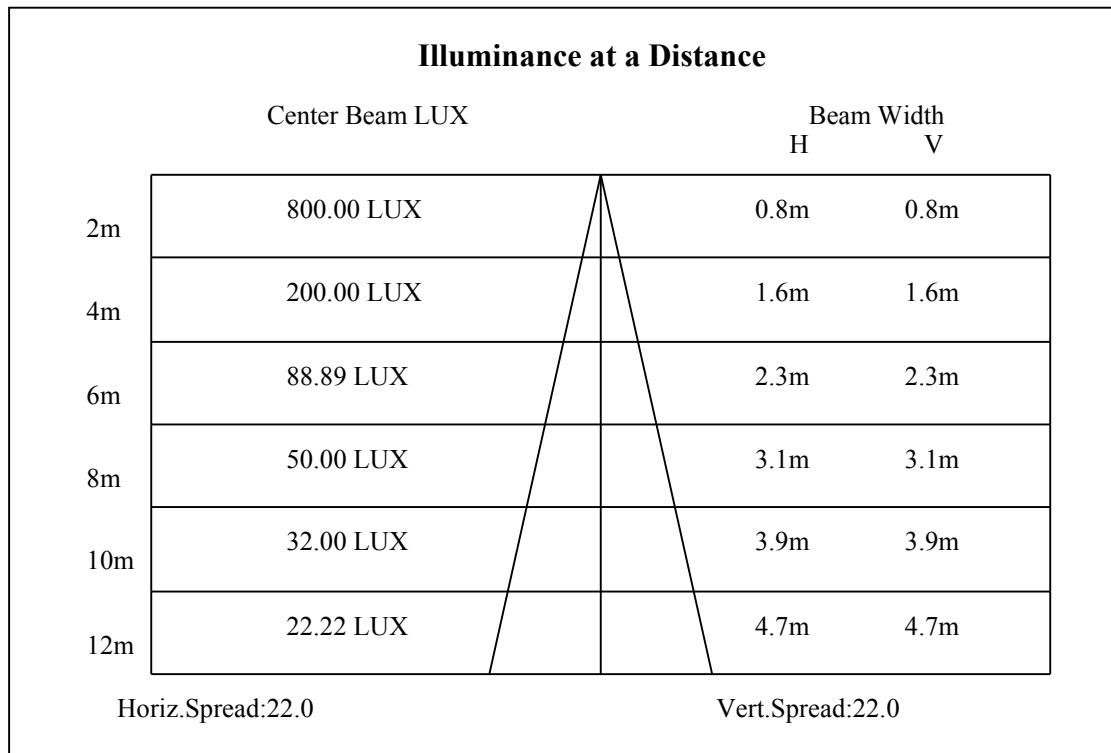 Illuminance at a Distance
Center Beam LUX Beam Width
H V
2m 800.00 LUX 0.8m 0.8m
4m 200.00 LUX 1.6m 1.6m
6m 88.89 LUX 2.3m 2.3m
8m 50.00 LUX 3.1m 3.1m
10m 32.00 LUX 3.9m 3.9m
12m 22.22 LUX 4.7m 4.7m
Horiz.Spread:22.0 Vert.Spread:22.0